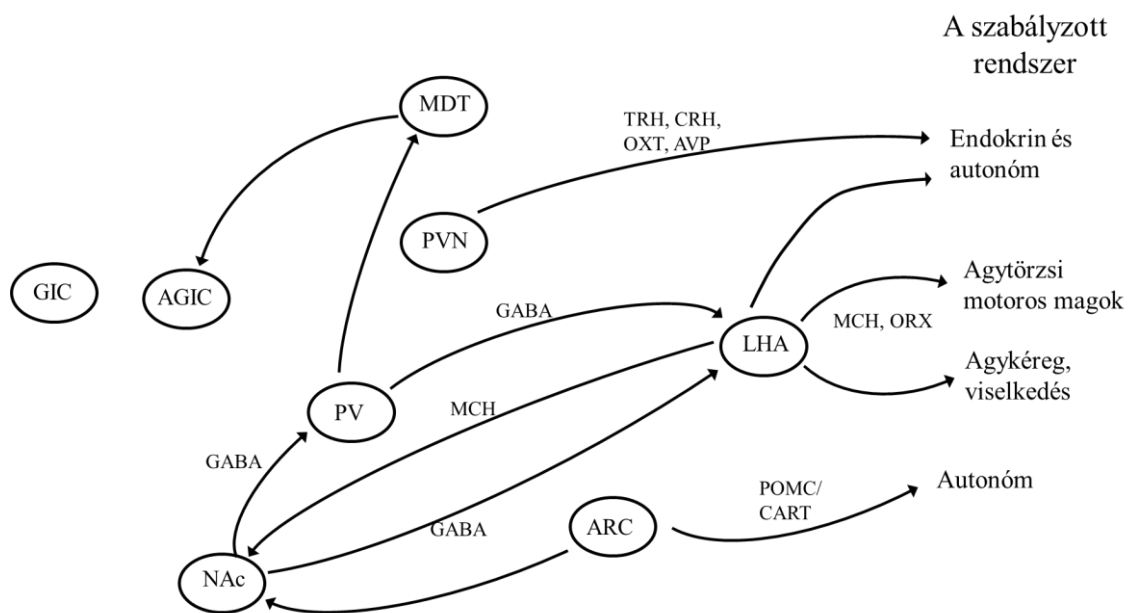 A szabályzott
rendszer
MDT
TRH, CRH,
OXT, AVP
Endokrin és
autonóm
PVN
GIC
AGIC
Agytörzsi
motoros magok
GABA
MCH, ORX
LHA
Agykéreg,
viselkedés
PV
MCH
GABA
POMC/
CART
Autonóm
GABA
ARC
NAc